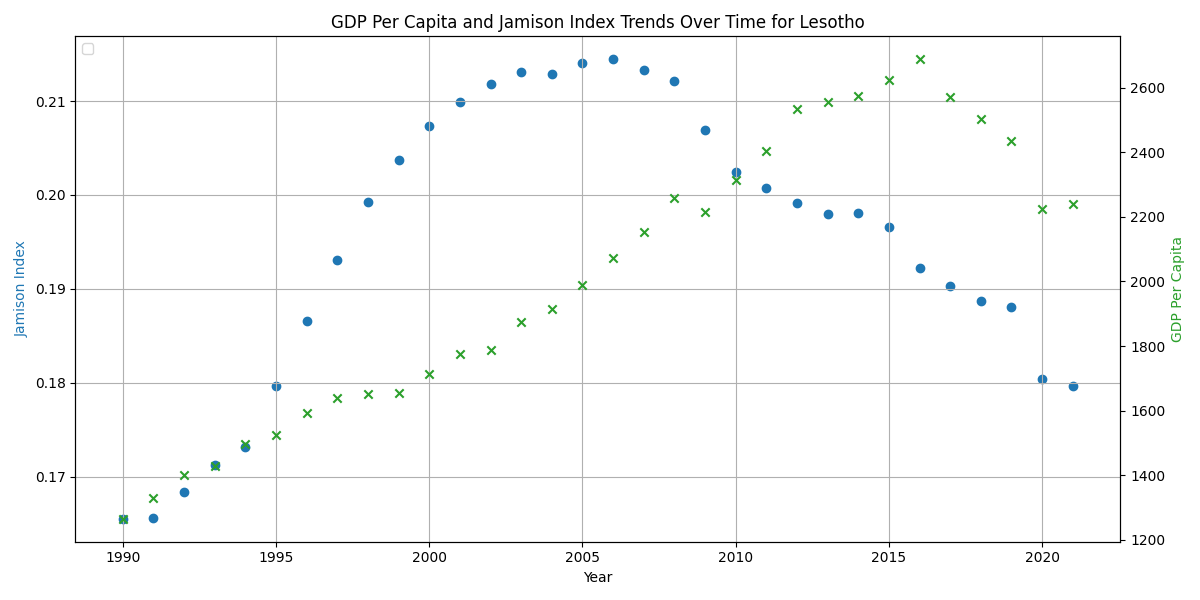 GDP Per Capita and Jamison Index Trends Over Time for Lesotho
0.21
0.20
0.19
0.18
0.17
Jamison Index
2600
2400
2200
2000
1800
1600
1400
1200
GDP Per Capita
1990 1995 2000 2005 2010 2015 2020
Year